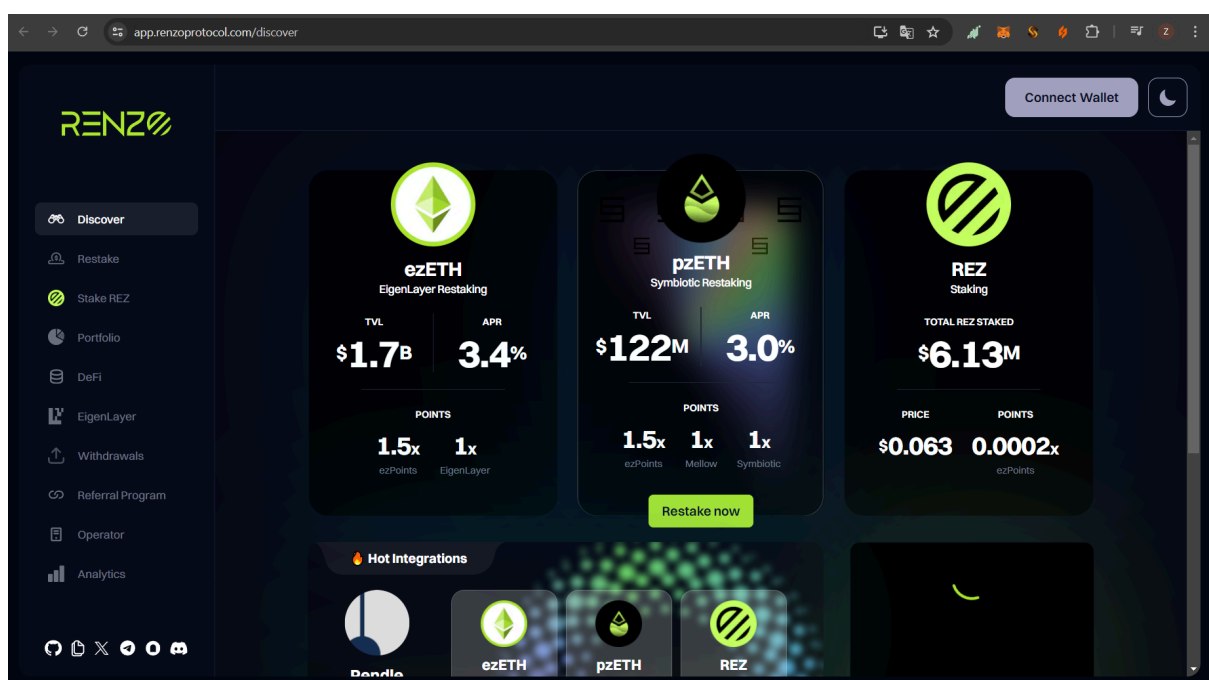 app.renzoprotocol.com/discover
Z
Connect Wallet
RENZO
Discover
Restake
Stake REZ
Portfolio
DeFi
EigenLayer
Withdrawals
Referral Program
Operator
Analytics
ezETH
EigenLayer Restaking
TVL APR
$1.7B 3.4%
POINTS
1.5x 1x
ezPoints EigenLayer
pzETH
Symbiotic Restaking
TVL APR
$122M 3.0%
POINTS
1.5x 1x 1x
ezPoints Mellow Symbiotic
Restake now
REZ
Staking
TOTAL REZ STAKED
$6.13M
PRICE POINTS
$0.063 0.0002x
ezPoints
🔥 Hot Integrations
Pendle
ezETH
pzETH
REZ